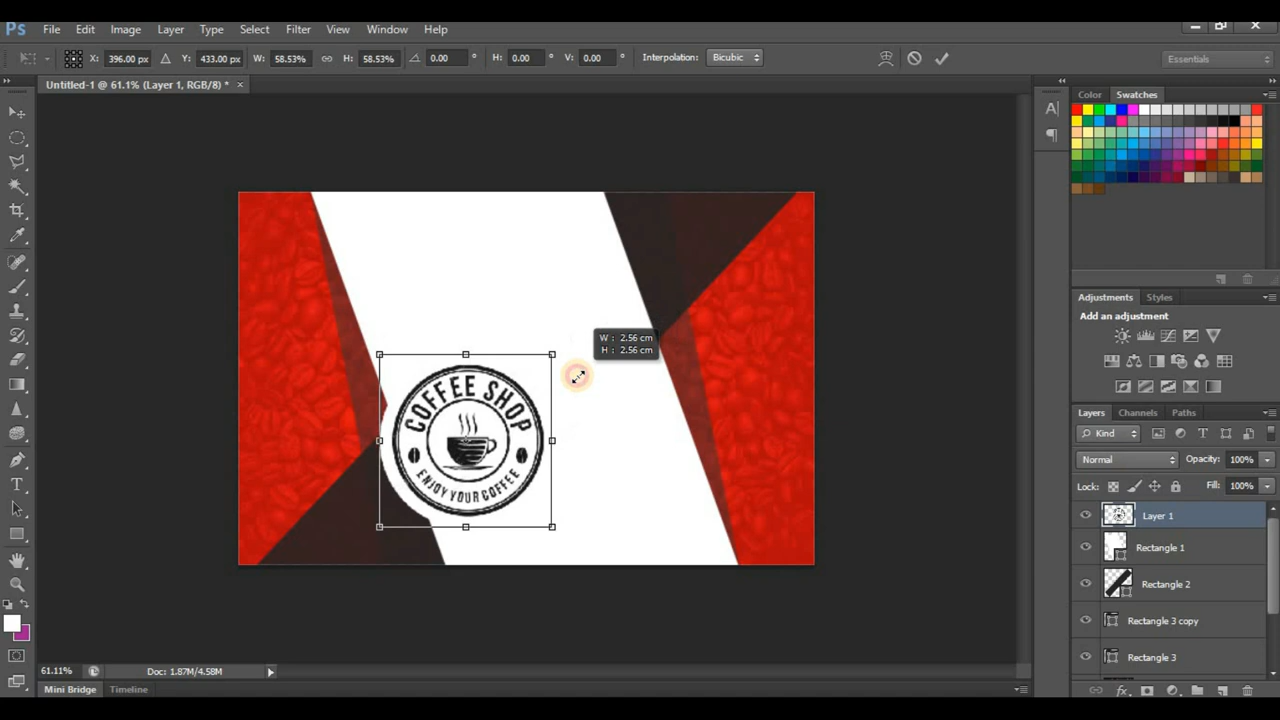 Ps File Edit Image Layer Type Select Filter View Window Help
X: 396.00 px Y: 433.00 px W: 58.53% H: 58.53% 0.00 ° H: 0.00 ° V: 0.00 ° Interpolation: Bicubic Essentials
Untitled-1 @ 61.1% (Layer 1, RGB/8) * ×
Color Swatches
W: 2.56 cm
H: 2.56 cm
COFFEE SHOP
ENJOY YOUR COFFEE
Adjustments Styles
Add an adjustment
Layers Channels Paths
Kind
Normal Opacity: 100%
Lock: Fill: 100%
Layer 1
Rectangle 1
Rectangle 2
Rectangle 3 copy
Rectangle 3
61.11% Doc: 1.87M/4.58M
Mini Bridge Timeline